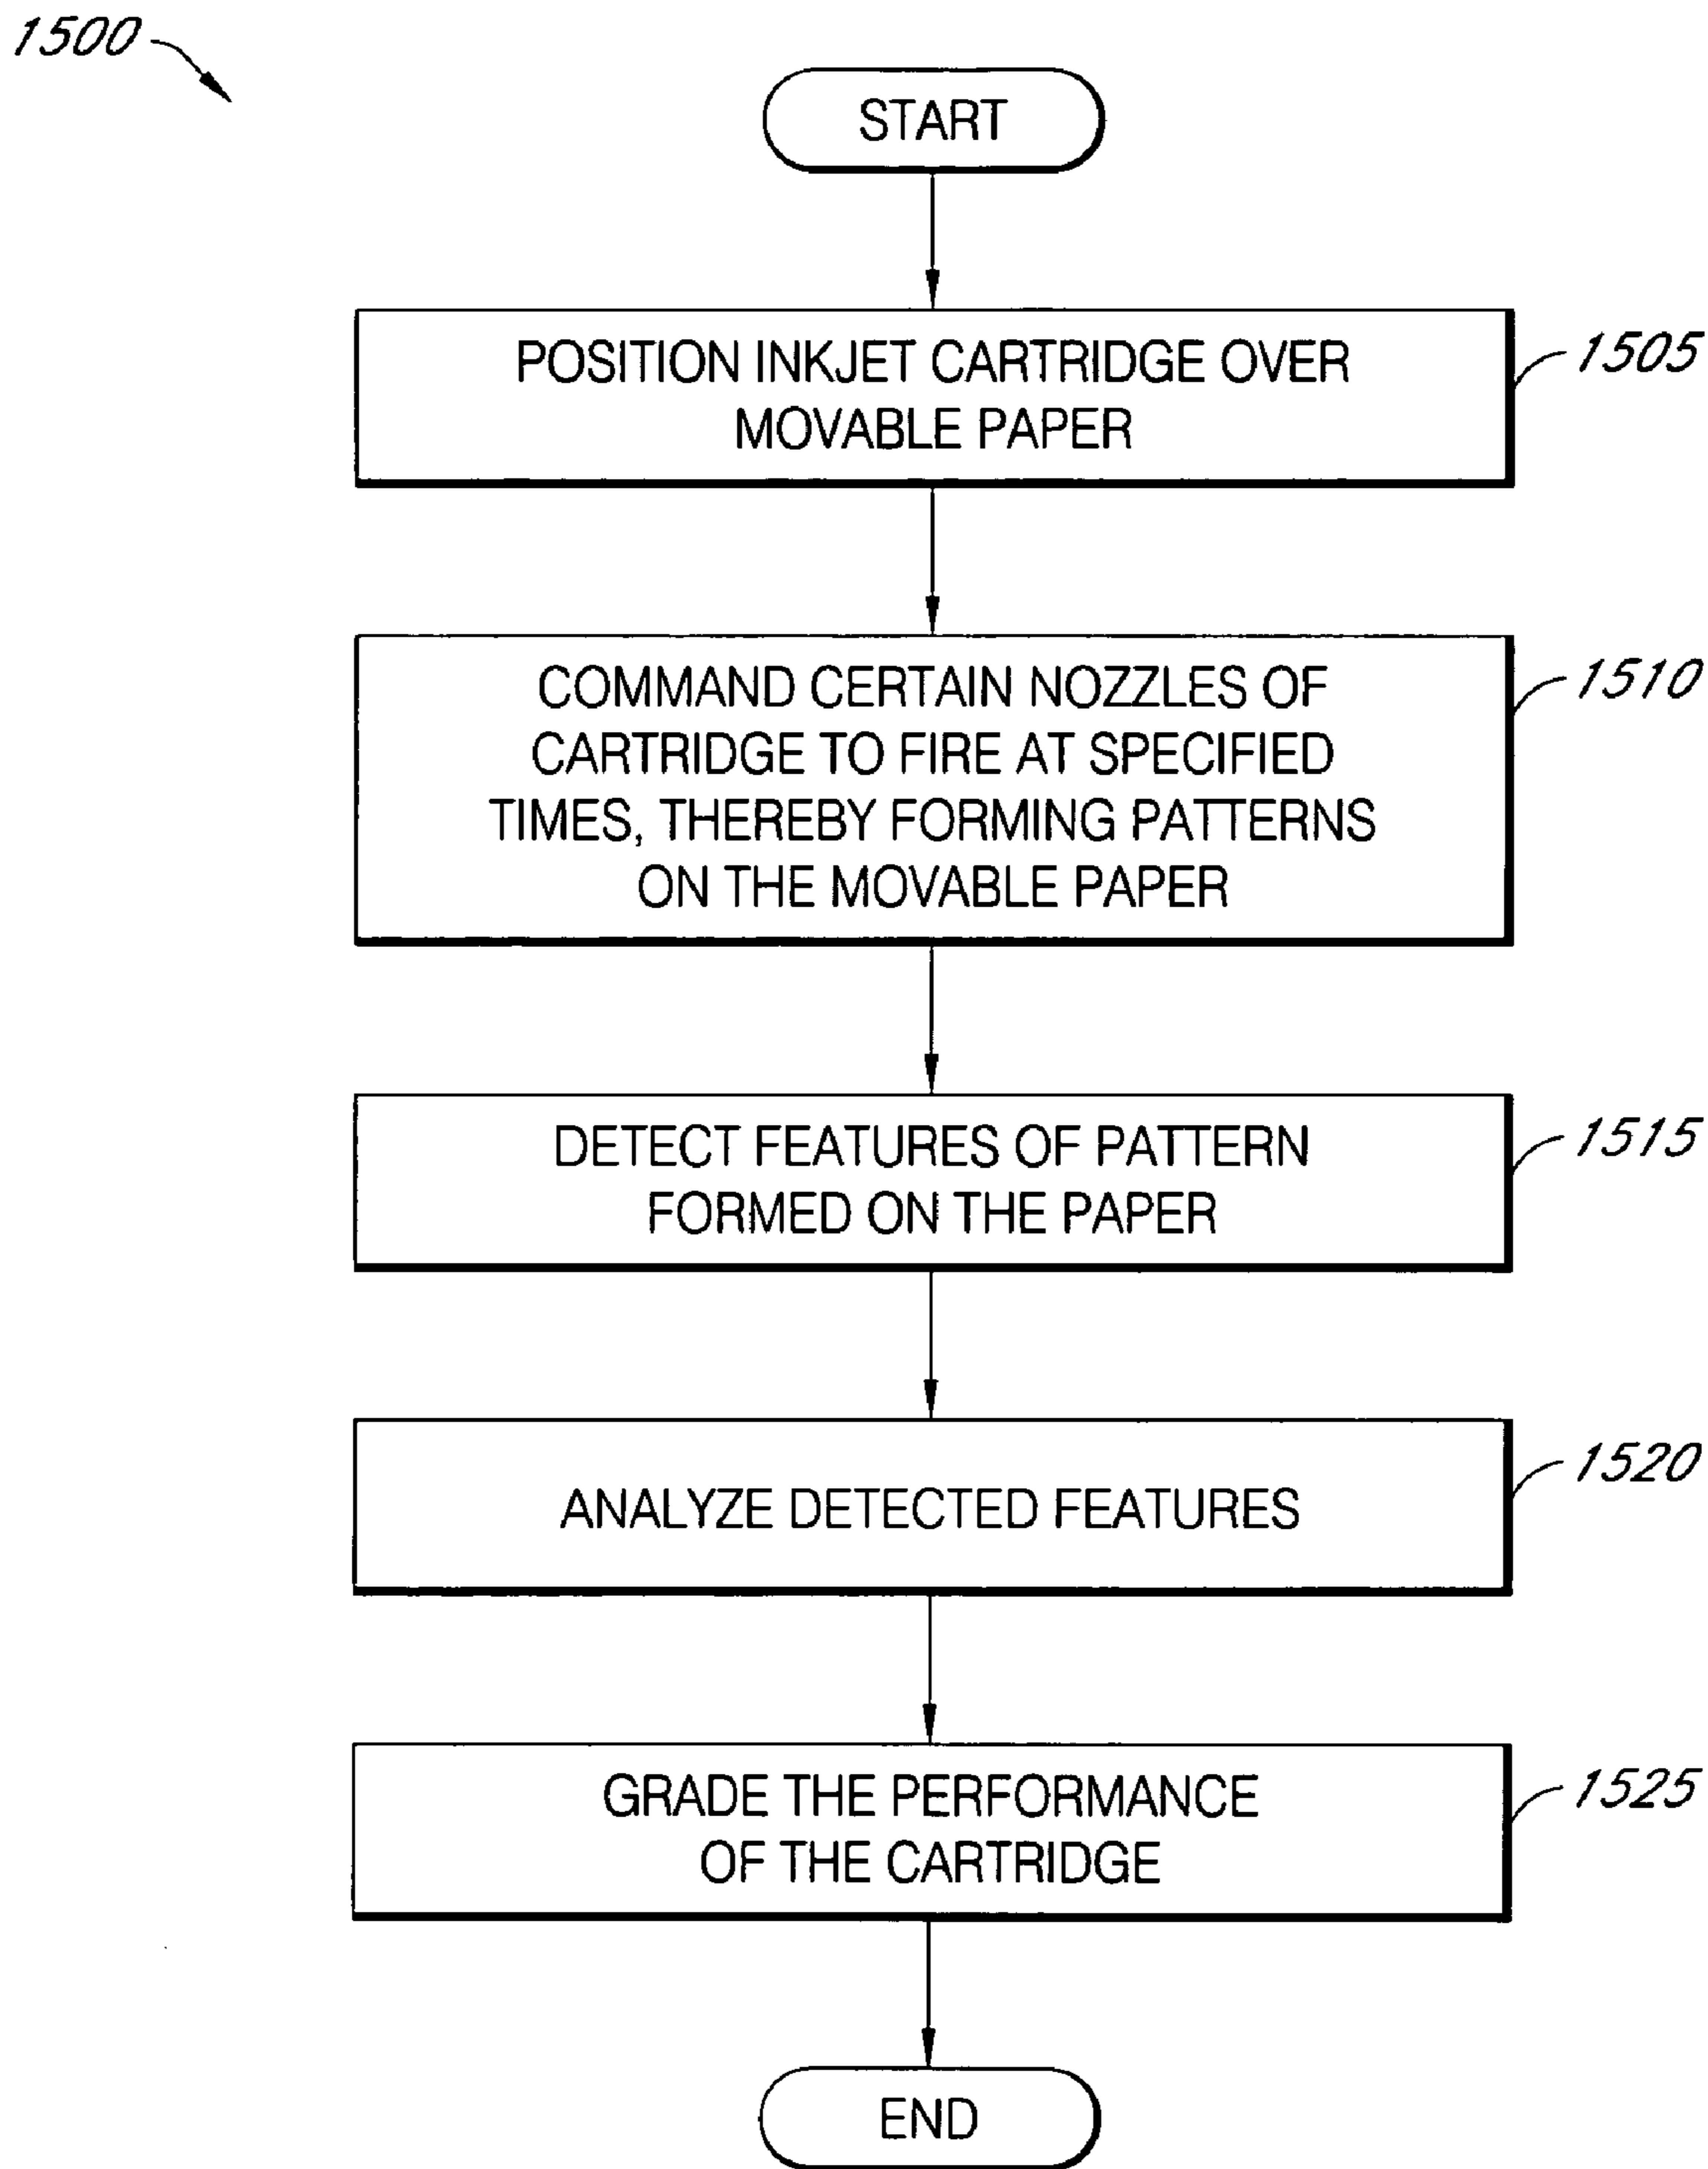 1500
START
POSITION INKJET CARTRIDGE OVER
MOVABLE PAPER
1505
COMMAND CERTAIN NOZZLES OF
CARTRIDGE TO FIRE AT SPECIFIED
TIMES, THEREBY FORMING PATTERNS
ON THE MOVABLE PAPER
1510
DETECT FEATURES OF PATTERN
FORMED ON THE PAPER
1515
ANALYZE DETECTED FEATURES
1520
GRADE THE PERFORMANCE
OF THE CARTRIDGE
1525
END